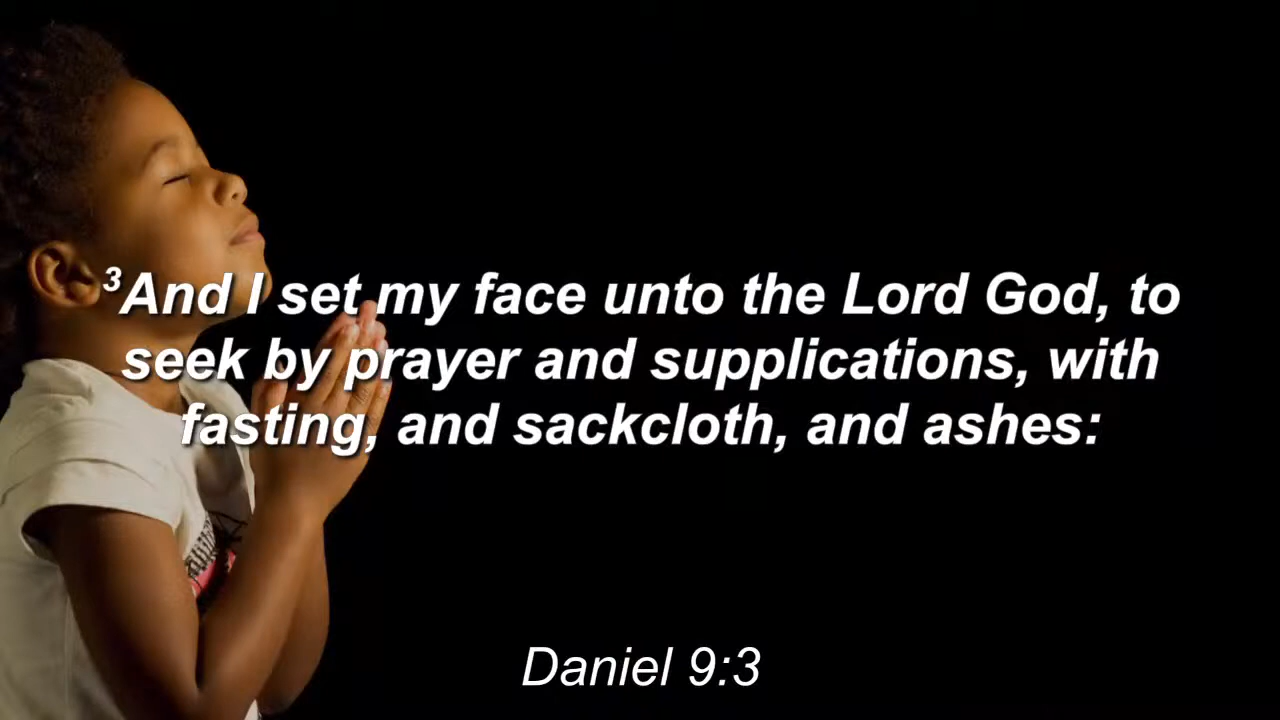 ³And I set my face unto the Lord God, to
seek by prayer and supplications, with
fasting, and sackcloth, and ashes:
Daniel 9:3